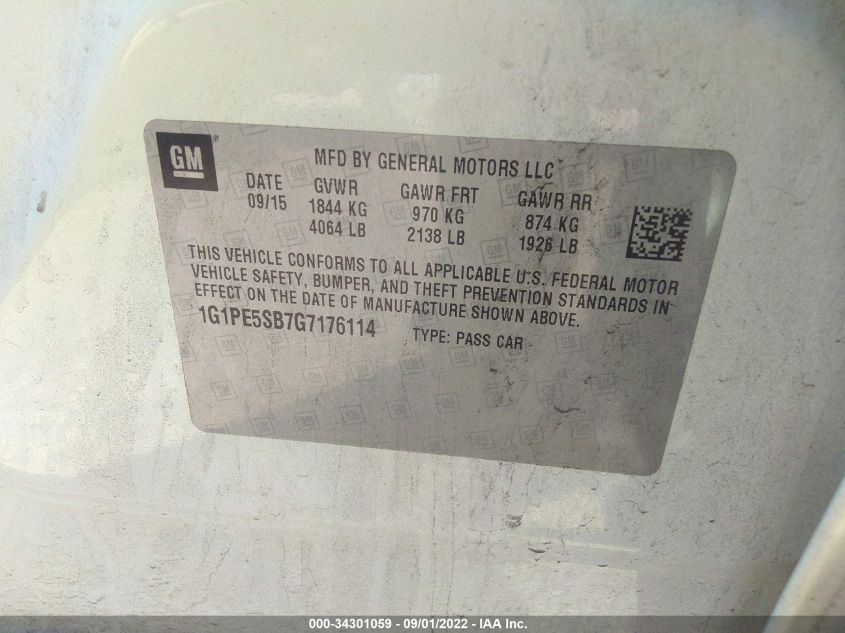 GM
MFD BY GENERAL MOTORS LLC
DATE GVWR GAWR FRT GAWR RR
09/15 1844 KG 970 KG 874 KG
4064 LB 2138 LB 1926 LB
THIS VEHICLE CONFORMS TO ALL APPLICABLE U.S. FEDERAL MOTOR
VEHICLE SAFETY, BUMPER, AND THEFT PREVENTION STANDARDS IN
EFFECT ON THE DATE OF MANUFACTURE SHOWN ABOVE.
1G1PE5SB7G7176114 TYPE: PASS CAR
000-34301059 - 09/01/2022 - IAA Inc.